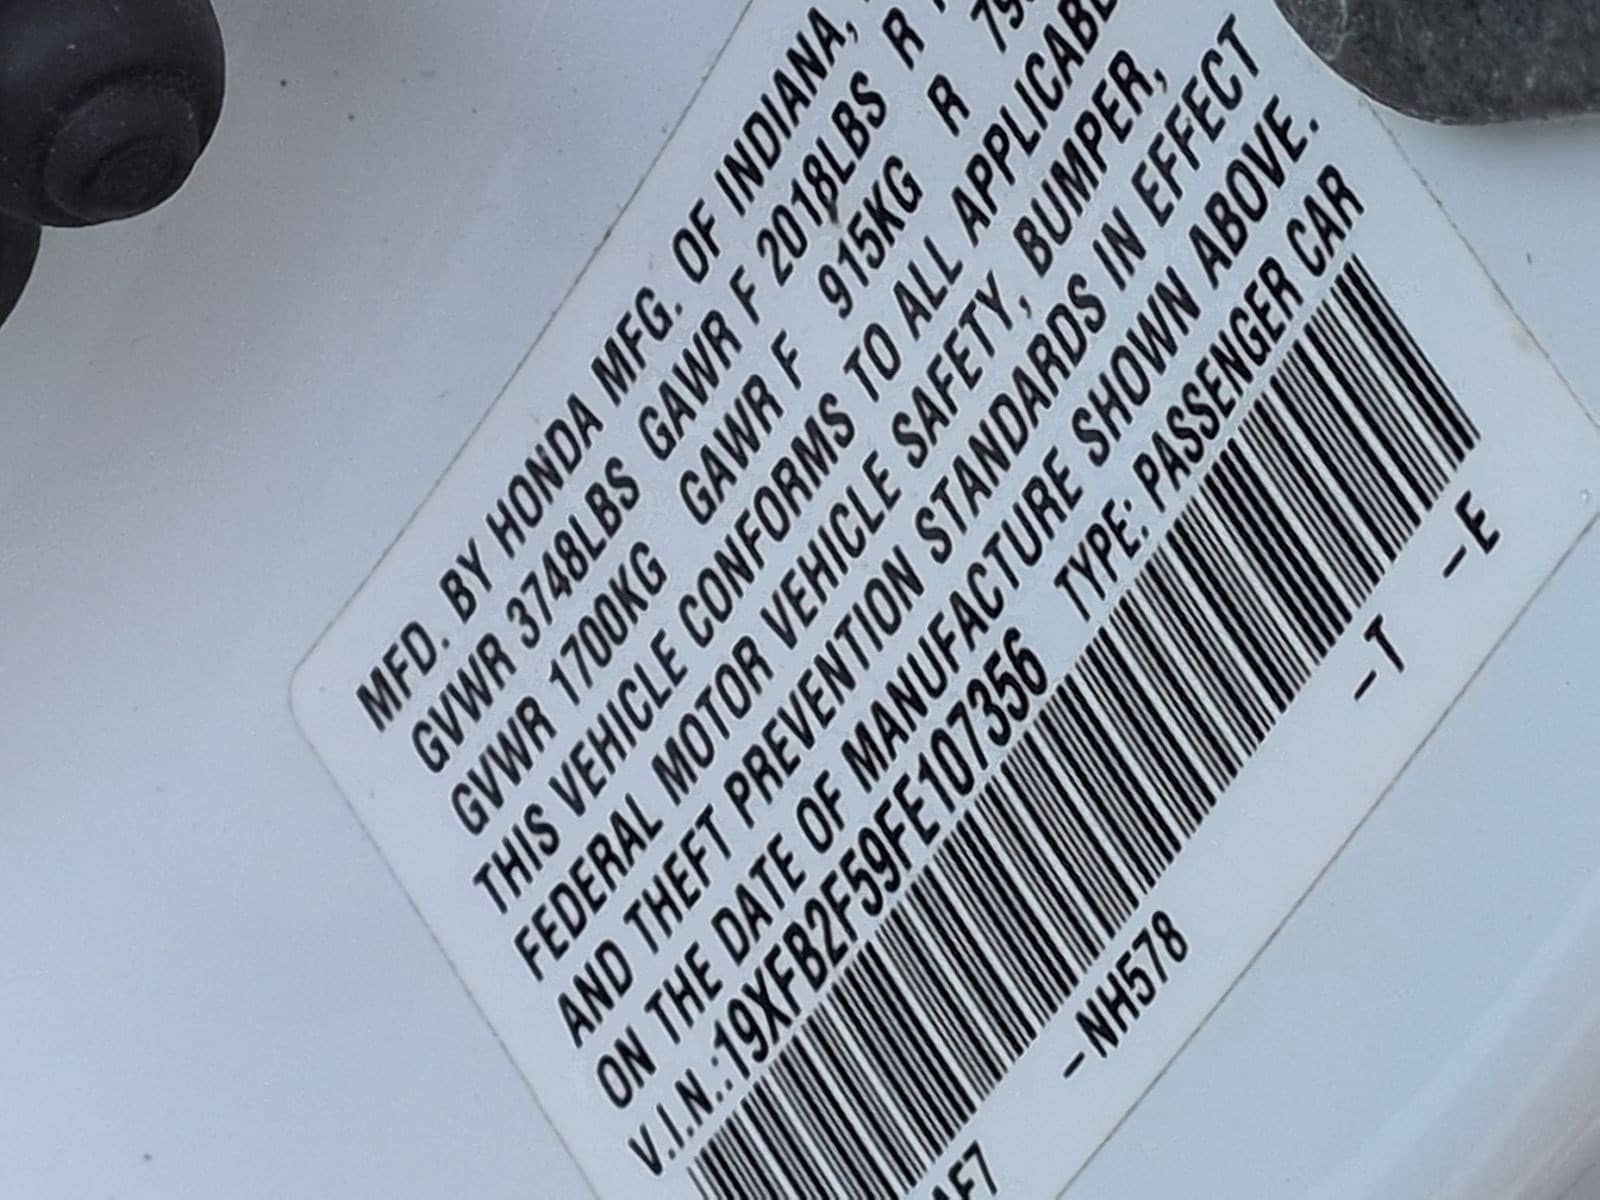 MFD. BY HONDA MFG. OF INDIANA,
GVWR 3748LBS GAWR F 2018LBS R
GVWR 1700KG GAWR F 915KG R
THIS VEHICLE CONFORMS TO ALL APPLICABLE
FEDERAL MOTOR VEHICLE SAFETY, BUMPER,
AND THEFT PREVENTION STANDARDS IN EFFECT
ON THE DATE OF MANUFACTURE SHOWN ABOVE.
V.I.N.:19XFB2F59FE107356 TYPE: PASSENGER CAR
-NH578 -T -E